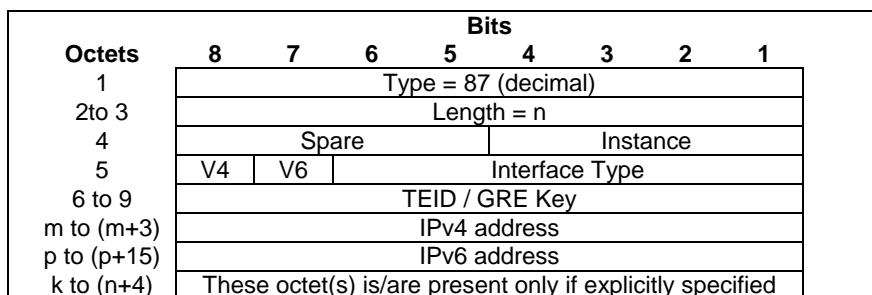 Bits
Octets 8 7 6 5 4 3 2 1
1 Type = 87 (decimal)
2to 3 Length = n
4 Spare Instance
5 V4 V6 Interface Type
6 to 9 TEID / GRE Key
m to (m+3) IPv4 address
p to (p+15) IPv6 address
k to (n+4) These octet(s) is/are present only if explicitly specified